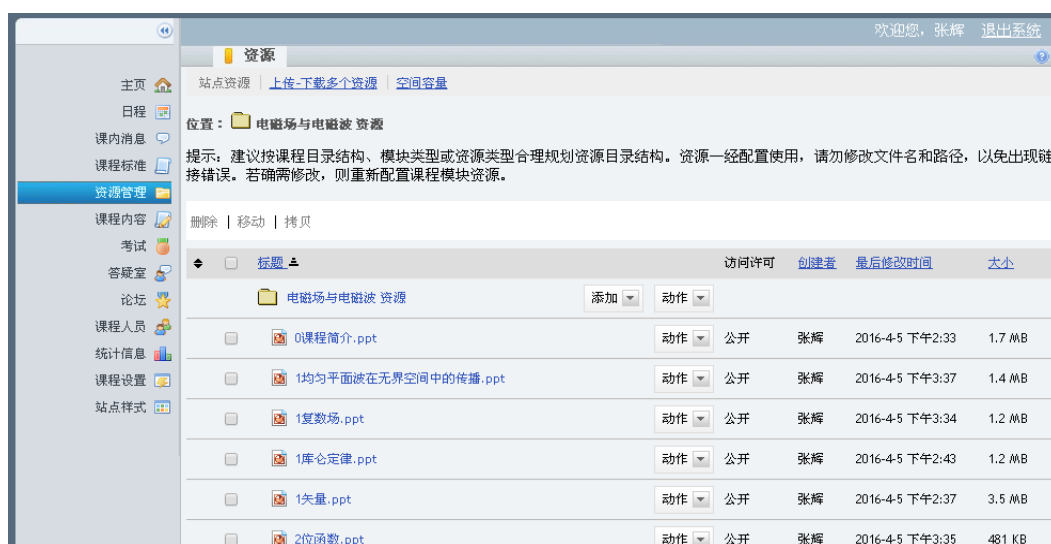 欢迎您, 张辉 退出系统
资源
主页
日程
课内消息
课程标准
资源管理
课程内容
考试
答疑室
论坛
课程人员
统计信息
课程设置
站点样式
站点资源 上传-下载多个资源 空间容量
位置: 电磁场与电磁波 资源
提示: 建议按课程目录结构、模块类型或资源类型合理规划资源目录结构。资源一经配置使用, 请勿修改文件名和路径, 以免出现链
接错误。若确需修改, 则重新配置课程模块资源。
删除 | 移动 | 拷贝
标题 访问许可 创建者 最后修改时间 大小
电磁场与电磁波 资源 添加 动作
0课程简介.ppt 动作 公开 张辉 2016-4-5 下午2:33 1.7 MB
1均匀平面波在无界空间中的传播.ppt 动作 公开 张辉 2016-4-5 下午3:37 1.4 MB
1复数场.ppt 动作 公开 张辉 2016-4-5 下午3:34 1.2 MB
1库仑定律.ppt 动作 公开 张辉 2016-4-5 下午2:43 1.2 MB
1矢量.ppt 动作 公开 张辉 2016-4-5 下午2:37 3.5 MB
2位函数.ppt 动作 公开 张辉 2016-4-5 下午3:35 481 KB